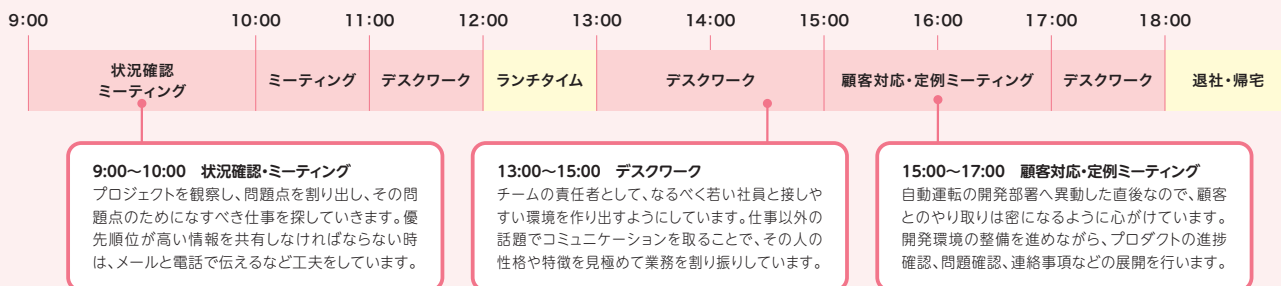 9:00
10:00
11:00
12:00
13:00
14:00
15:00
16:00
17:00
18:00
状況確認
ミーティング
ミーティング
デスクワーク
ランチタイム
デスクワーク
顧客対応・定例ミーティング
デスクワーク
退社・帰宅
9:00〜10:00 状況確認・ミーティング
プロジェクトを観察し、問題点を割り出し、その問
題点のためになすべき仕事を探していきます。優
先順位が高い情報を共有しなければならない時
は、メールと電話で伝えるなど工夫をしています。
13:00〜15:00 デスクワーク
チームの責任者として、なるべく若い社員と接しや
すい環境を作り出すようにしています。仕事以外の
話題でコミュニケーションを取ることで、その人の
性格や特徴を見極めて業務を割り振りしています。
15:00〜17:00 顧客対応・定例ミーティング
自動運転の開発部署へ異動した直後なので、顧客
とのやり取りは密になるように心がけています。
開発環境の整備を進めながら、プロダクトの進捗
確認、問題確認、連絡事項などの展開を行います。